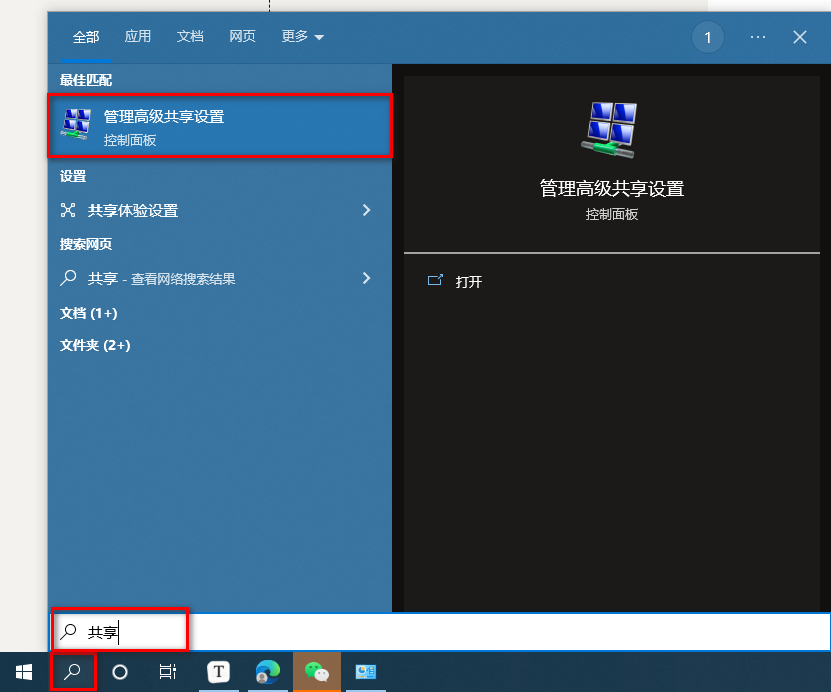 全部 应用 文档 网页 更多 1 ···
最佳匹配
管理高级共享设置
控制面板
设置
共享体验设置
搜索网页
共享 - 查看网络搜索结果
文档 (1+)
文件夹 (2+)
管理高级共享设置
控制面板
打开
共享
T